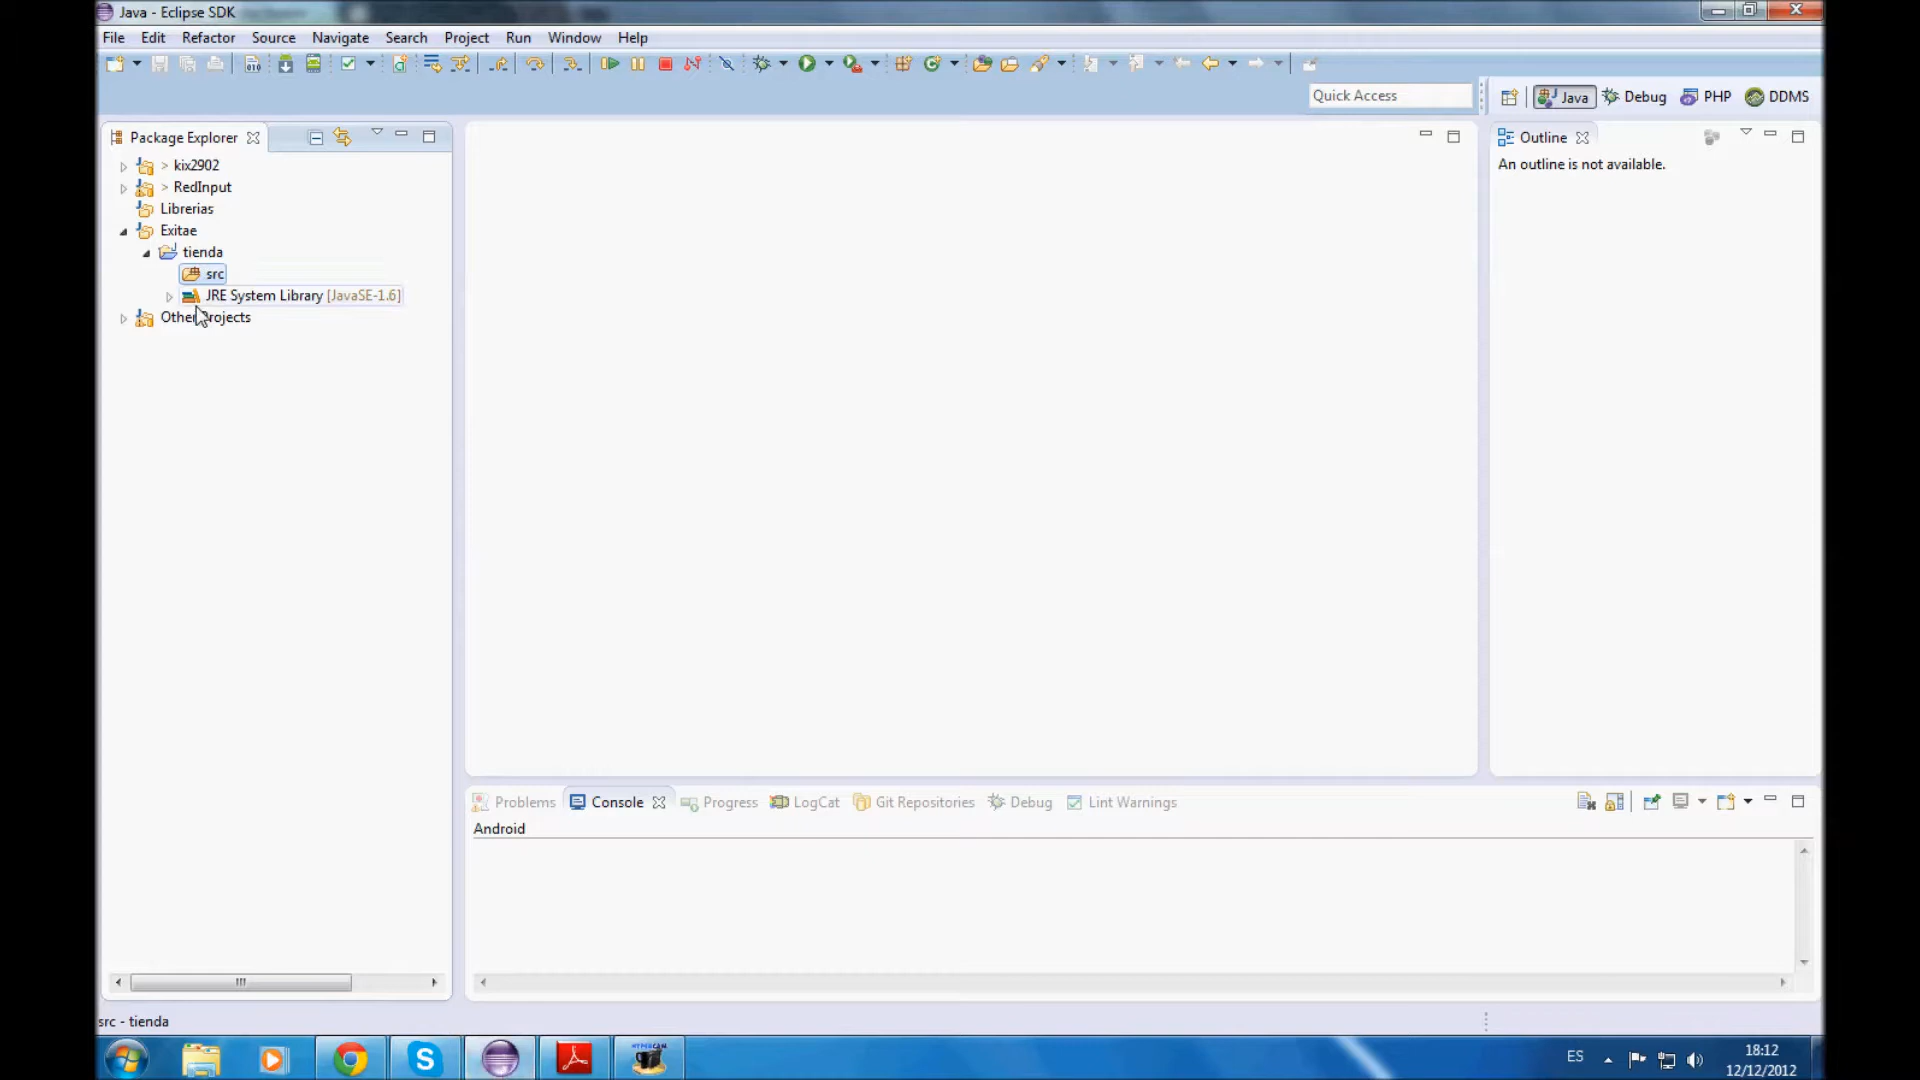 Java - Eclipse SDK
File Edit Refactor Source Navigate Search Project Run Window Help
Quick Access
Java Debug PHP DDMS
Package Explorer
> kix2902
> RedInput
Librerias
Exitae
tienda
src
JRE System Library [JavaSE-1.6]
Other Projects
Outline
An outline is not available.
Problems Console Progress LogCat Git Repositories Debug Lint Warnings
Android
src - tienda
HYPERCAM
ES
18:12
12/12/2012